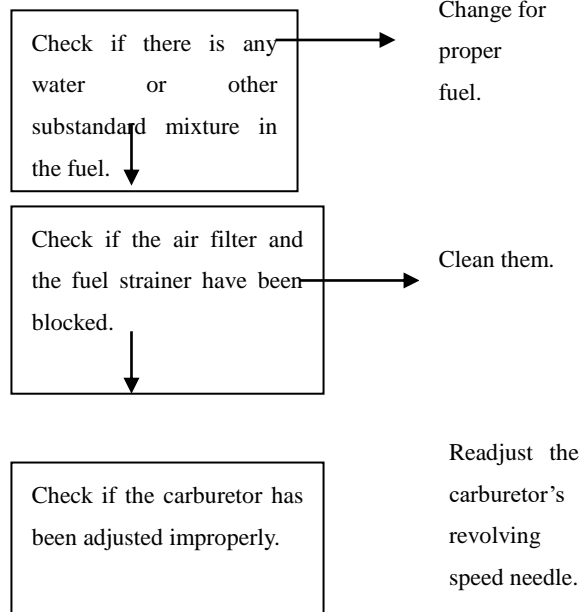 Change for
proper
fuel.
Check if there is any
water or other
substandard mixture in
the fuel.
Check if the air filter and
the fuel strainer have been
blocked.
Clean them.
Check if the carburetor has
been adjusted improperly.
Readjust the
carburetor’s
revolving
speed needle.